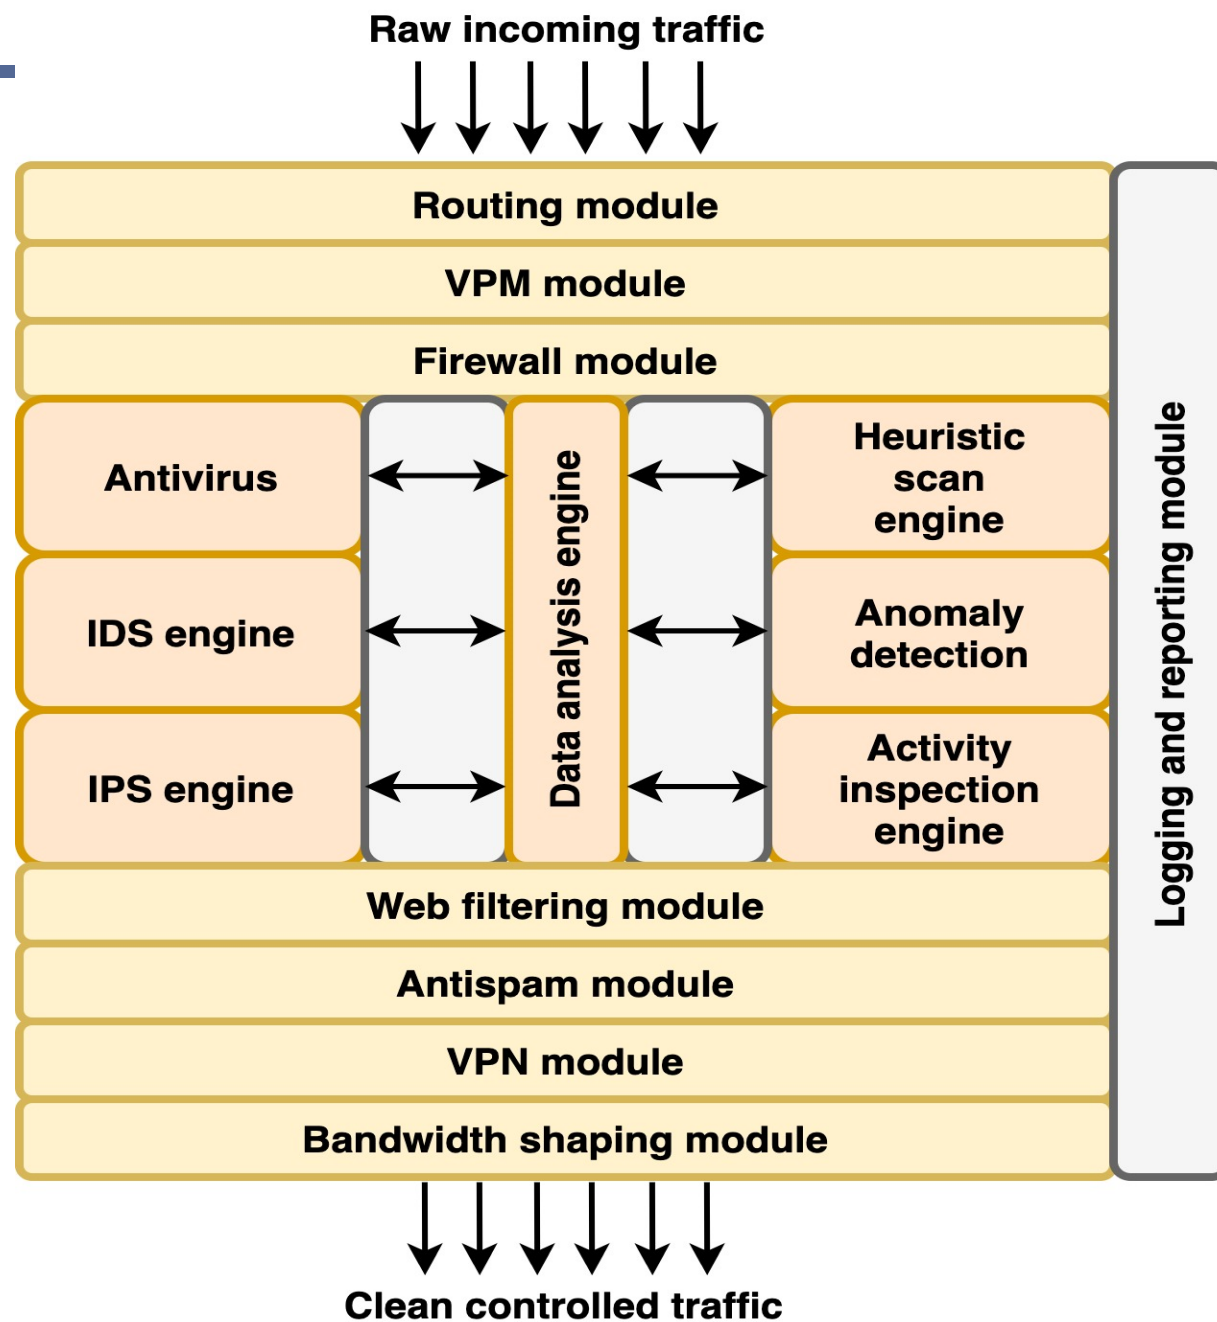 Raw incoming traffic
Routing module
VPM module
Firewall module
Antivirus
IDS engine
IPS engine
Data analysis engine
Heuristic
scan
engine
Anomaly
detection
Activity
inspection
engine
Logging and reporting module
Web filtering module
Antispam module
VPN module
Bandwidth shaping module
Clean controlled traffic